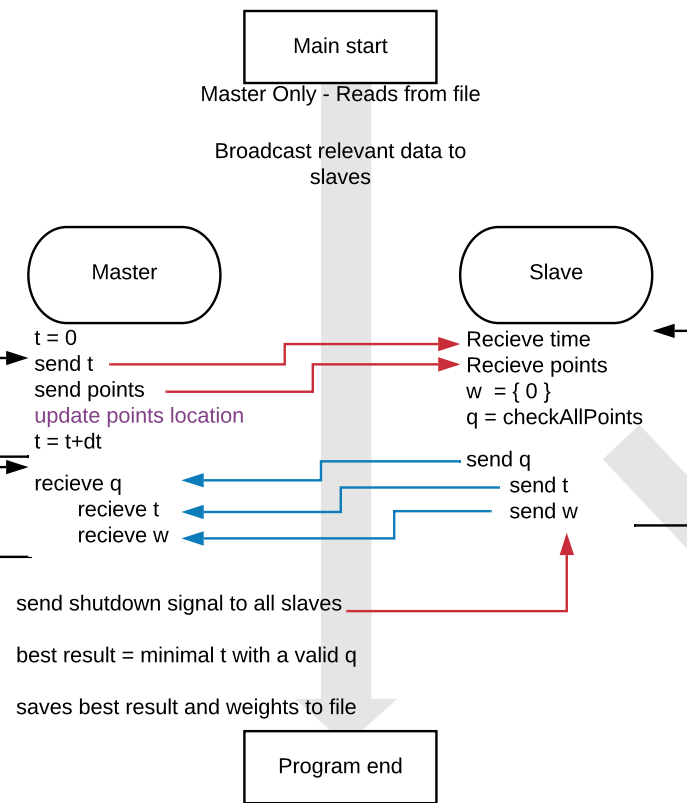 Main start
Master Only - Reads from file
Broadcast relevant data to
slaves
Master
t = 0
send t
send points
update points location
t = t+dt
recieve q
recieve t
recieve w
Slave
Recieve time
Recieve points
w  = { 0 }
q = checkAllPoints
send q
send t
send w
send shutdown signal to all slaves
best result = minimal t with a valid q
saves best result and weights to file
Program end